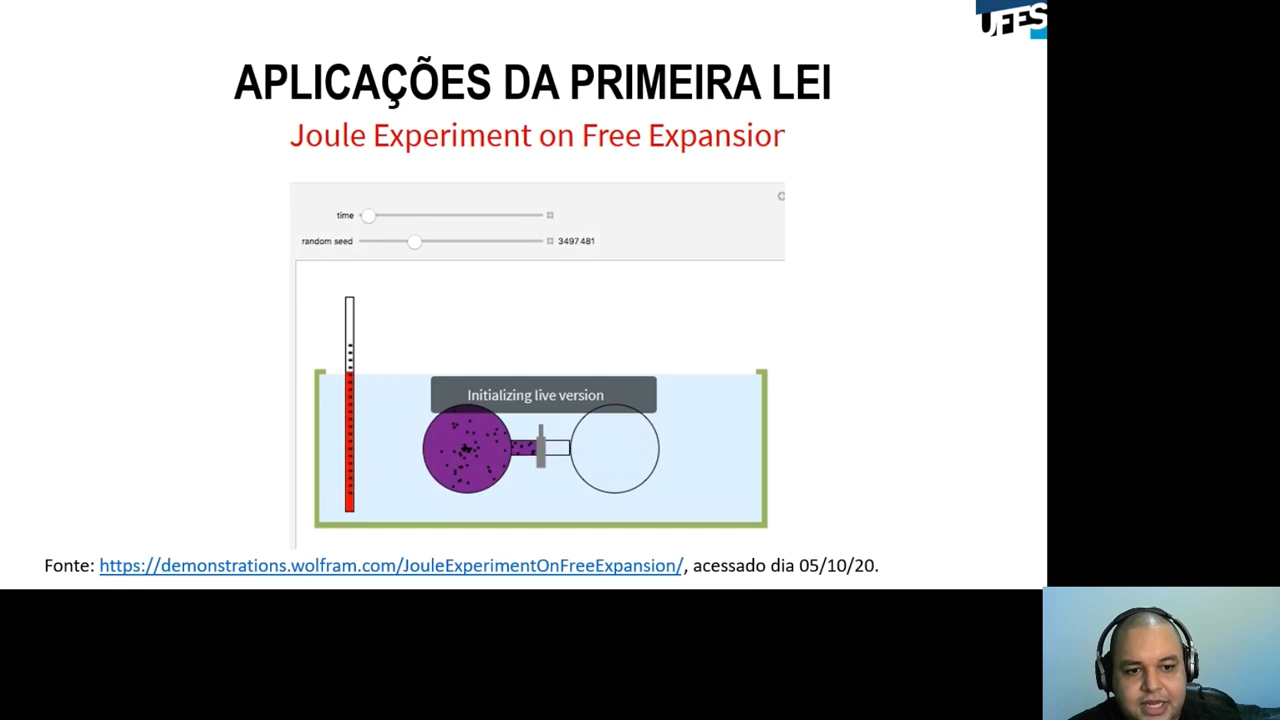 UFES
APLICAÇÕES DA PRIMEIRA LEI
Joule Experiment on Free Expansion
time
random seed 3497481
Initializing live version
Fonte: https://demonstrations.wolfram.com/JouleExperimentOnFreeExpansion/, acessado dia 05/10/20.